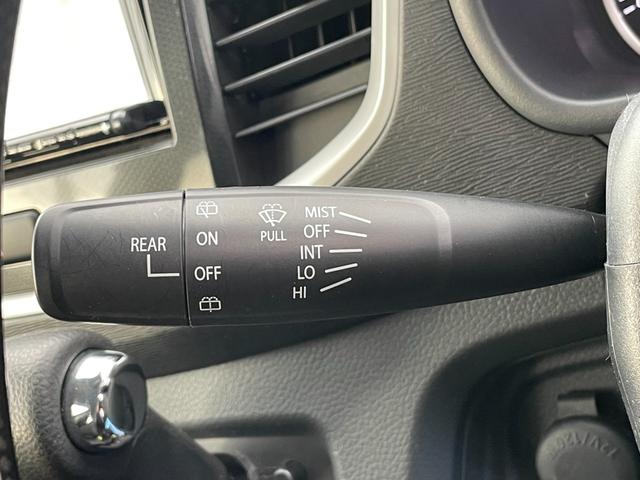 REAR
ON
OFF
PULL
MIST
OFF
INT
LO
HI